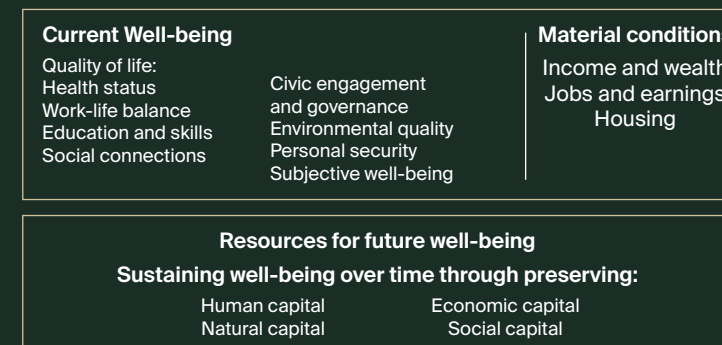 Current Well-being
Quality of life:
Health status
Work-life balance
Education and skills
Social connections
Civic engagement
and governance
Environmental quality
Personal security
Subjective well-being
Material conditions
Income and wealth
Jobs and earnings
Housing
Resources for future well-being
Sustaining well-being over time through preserving:
Human capital
Economic capital
Natural capital
Social capital